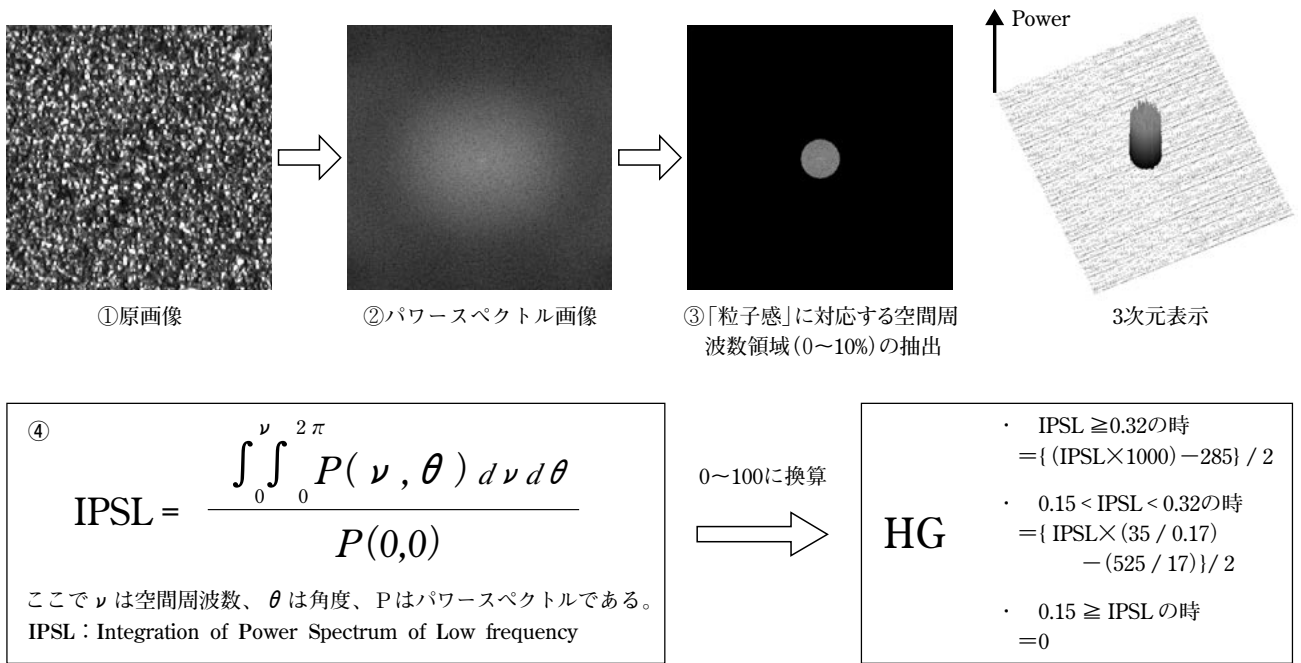 Power
①原画像
②パワースペクトル画像
③「粒子感」に対応する空間周
波数領域(0〜10%)の抽出
3次元表示
④
IPSL = ∫₀^ν ∫₀^2π P(ν,θ) dν dθ / P(0,0)
ここで ν は空間周波数、θ は角度、Pはパワースペクトルである。
IPSL：Integration of Power Spectrum of Low frequency
0〜100に換算
HG
・ IPSL ≧0.32の時
＝{ (IPSL×1000)－285} / 2
・ 0.15 < IPSL < 0.32の時
＝{ IPSL×(35 / 0.17)
－(525 / 17)}/ 2
・ 0.15 ≧ IPSL の時
＝0